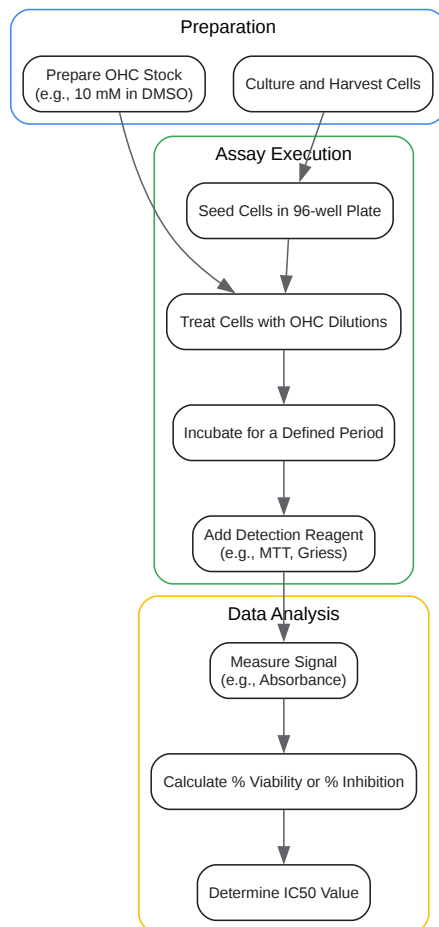 Preparation
Prepare OHC Stock
(e.g., 10 mM in DMSO)
Culture and Harvest Cells
Assay Execution
Seed Cells in 96-well Plate
Treat Cells with OHC Dilutions
Incubate for a Defined Period
Add Detection Reagent
(e.g., MTT, Griess)
Data Analysis
Measure Signal
(e.g., Absorbance)
Calculate % Viability or % Inhibition
Determine IC50 Value